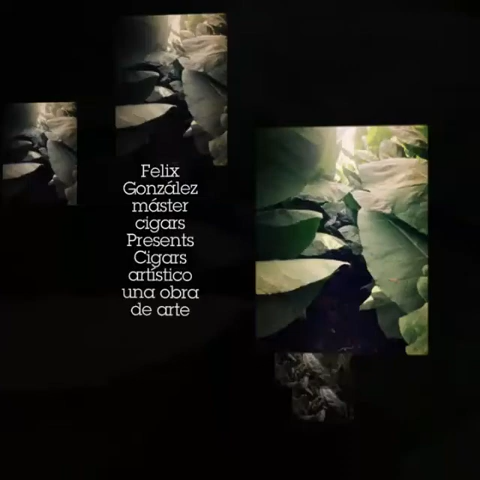 Felix
González
máster
cigars
Presents
Cigars
artístico
una obra
de arte